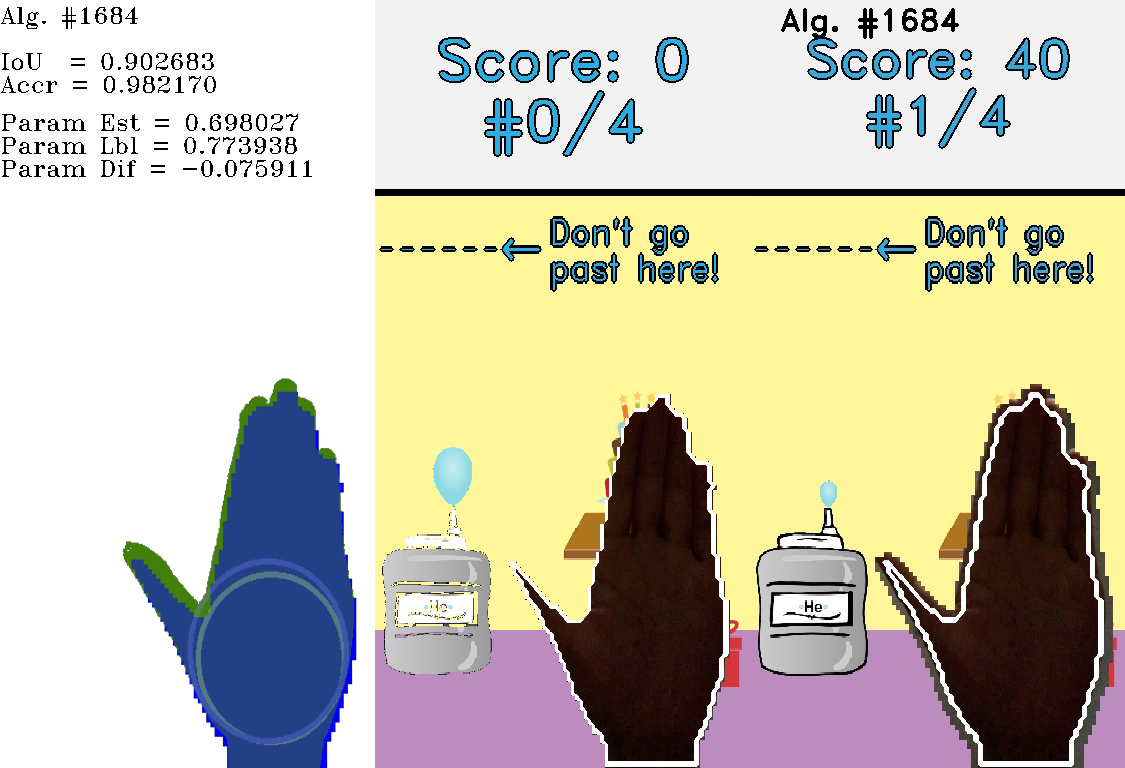 Alg. #1684
IoU = 0.902683
Accr = 0.982170
Param Est = 0.698027
Param Lbl = 0.773938
Param Dif = −0.075911
Score: 0
#0/4
Don't go
past here!
He
Alg. #1684
Score: 40
#1/4
Don't go
past here!
He